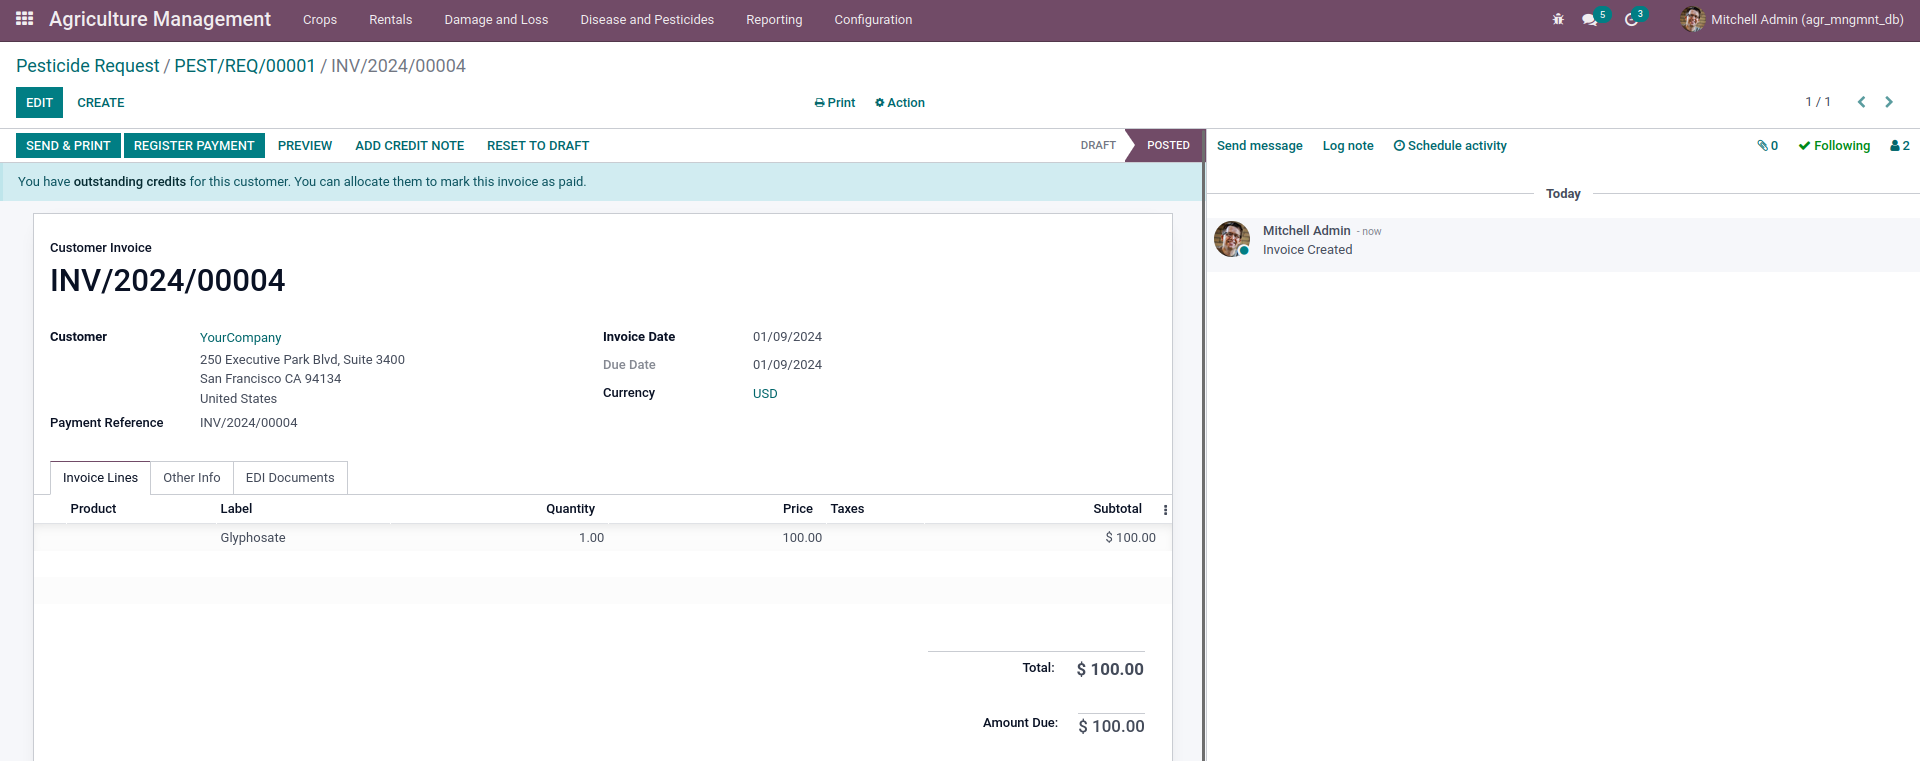 Agriculture Management Crops Rentals Damage and Loss Disease and Pesticides Reporting Configuration 5 3 Mitchell Admin (agr_mngmnt_db)
Pesticide Request / PEST/REQ/00001 / INV/2024/00004
EDIT CREATE Print Action 1 / 1
SEND & PRINT REGISTER PAYMENT PREVIEW ADD CREDIT NOTE RESET TO DRAFT DRAFT POSTED
Send message Log note Schedule activity 0 Following 2
You have outstanding credits for this customer. You can allocate them to mark this invoice as paid.
Today
Mitchell Admin - now
Invoice Created
Customer Invoice
INV/2024/00004
Customer YourCompany
250 Executive Park Blvd, Suite 3400
San Francisco CA 94134
United States
Payment Reference INV/2024/00004
Invoice Date 01/09/2024
Due Date 01/09/2024
Currency USD
Invoice Lines Other Info EDI Documents
Product Label Quantity Price Taxes Subtotal
Glyphosate 1.00 100.00 $ 100.00
Total: $ 100.00
Amount Due: $ 100.00